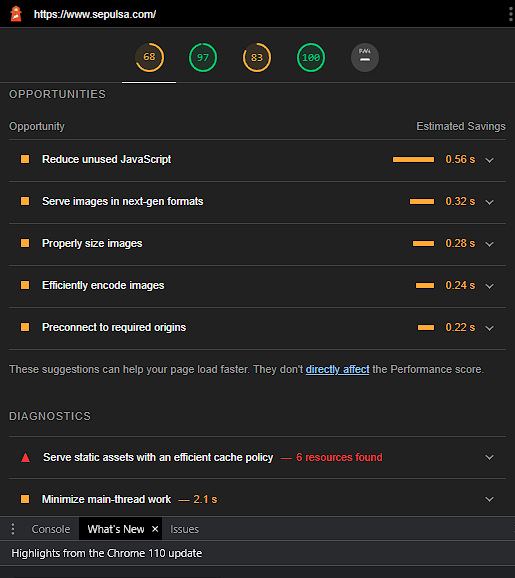 https://www.sepulsa.com/
68 97 83 100 PWA
OPPORTUNITIES
Opportunity Estimated Savings
Reduce unused JavaScript 0.56 s
Serve images in next-gen formats 0.32 s
Properly size images 0.28 s
Efficiently encode images 0.24 s
Preconnect to required origins 0.22 s
These suggestions can help your page load faster. They don't directly affect the Performance score.
DIAGNOSTICS
Serve static assets with an efficient cache policy — 6 resources found
Minimize main-thread work — 2.1 s
Console What's New × Issues
Highlights from the Chrome 110 update